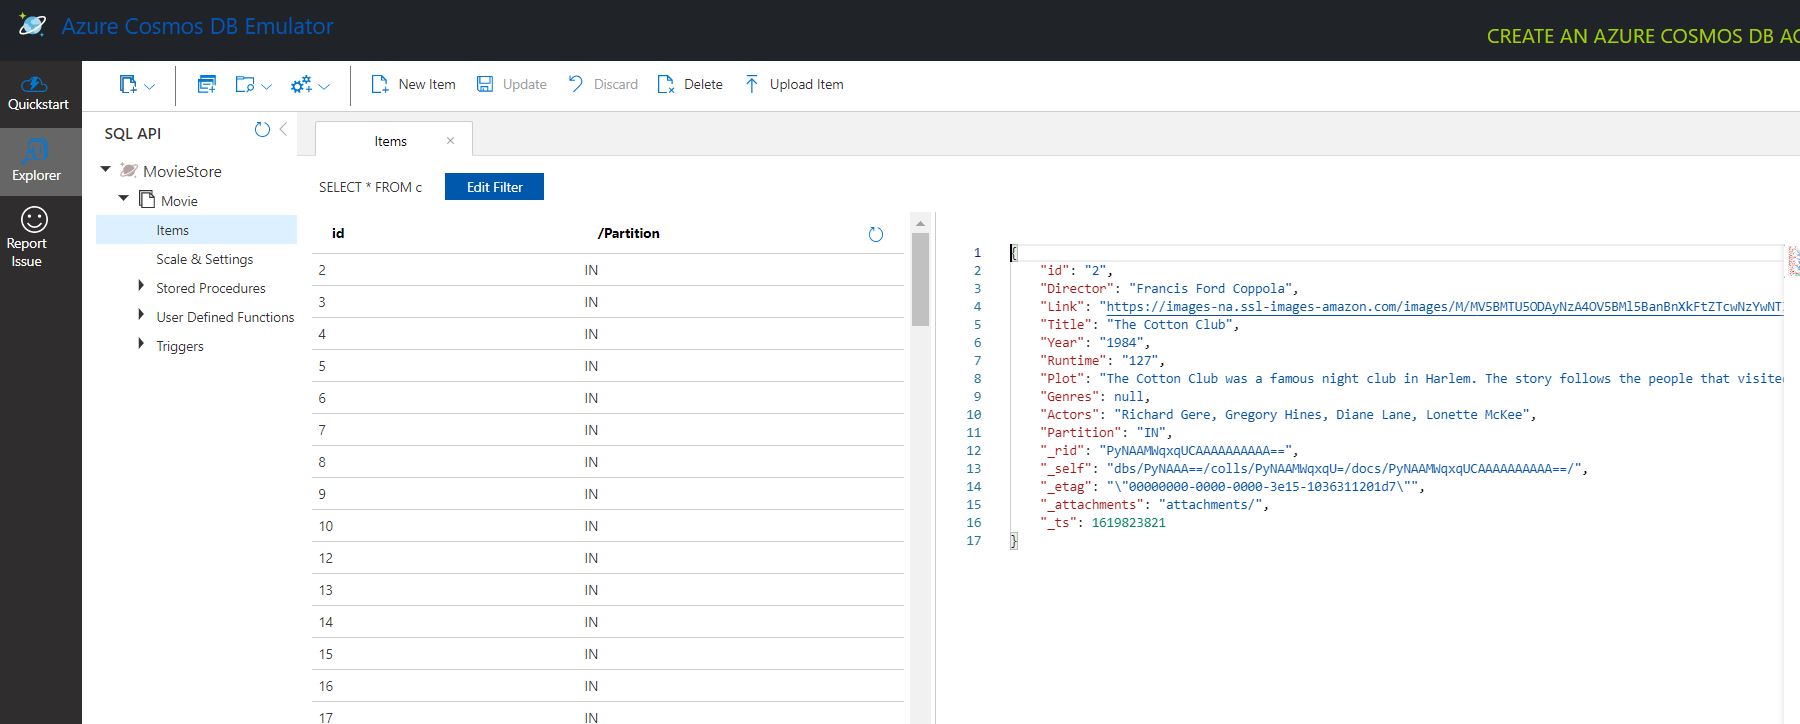 Azure Cosmos DB Emulator
CREATE AN AZURE COSMOS DB AC
Quickstart
Explorer
Report
Issue
New Item
Update
Discard
Delete
Upload Item
SQL API
MovieStore
Movie
Items
Scale & Settings
Stored Procedures
User Defined Functions
Triggers
Items
SELECT * FROM c
Edit Filter
id /Partition
2 IN
3 IN
4 IN
5 IN
6 IN
7 IN
8 IN
9 IN
10 IN
12 IN
13 IN
14 IN
15 IN
16 IN
17 IN
1 {
2 "id": "2",
3 "Director": "Francis Ford Coppola",
4 "Link": "https://images-na.ssl-images-amazon.com/images/M/MV5BMTU5ODAyNzA4OV5BMl5BanBnXkFtZTcwNzYwNT
5 "Title": "The Cotton Club",
6 "Year": "1984",
7 "Runtime": "127",
8 "Plot": "The Cotton Club was a famous night club in Harlem. The story follows the people that visited
9 "Genres": null,
10 "Actors": "Richard Gere, Gregory Hines, Diane Lane, Lonette McKee",
11 "Partition": "IN",
12 "_rid": "PyNAAMWqxqUCAAAAAAAAAA==",
13 "_self": "dbs/PyNAAA==/colls/PyNAAMWqxqU=/docs/PyNAAMWqxqUCAAAAAAAAAA==/",
14 "_etag": "\"00000000-0000-0000-3e15-1036311201d7\"",
15 "_attachments": "attachments/",
16 "_ts": 1619823821
17 }